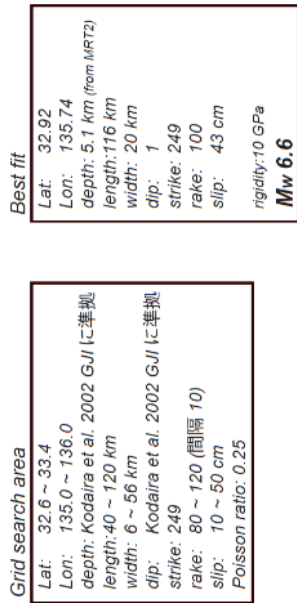 Grid search area
Lat: 32.6 ~ 33.4
Lon: 135.0 ~ 136.0
depth: Kodaira et al. 2002 GJI に準拠
length:40 ~ 120 km
width: 6 ~ 56 km
dip: Kodaira et al. 2002 GJI に準拠
strike: 249
rake: 80 ~ 120 (間隔 10)
slip: 10 ~ 50 cm
Poisson ratio: 0.25
Best fit
Lat: 32.92
Lon: 135.74
depth: 5.1 km (from MRT2)
length:116 km
width: 20 km
dip: 1
strike: 249
rake: 100
slip: 43 cm
rigidity:10 GPa
Mw 6.6